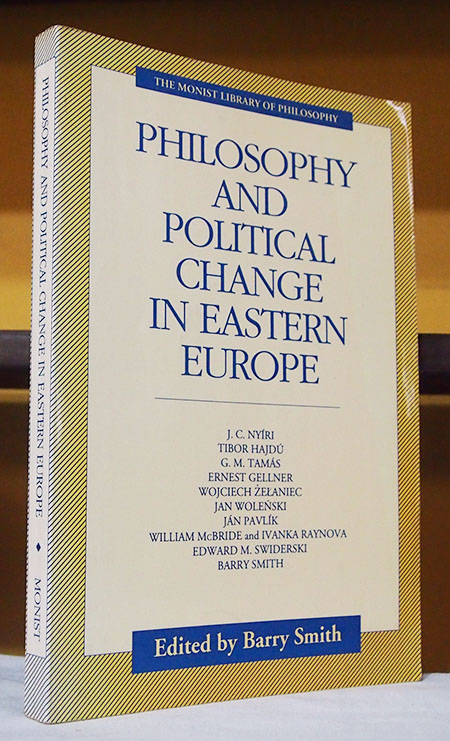 THE MONIST LIBRARY OF PHILOSOPHY
PHILOSOPHY
AND
POLITICAL
CHANGE
IN EASTERN
EUROPE
J. C. NYÍRI
TIBOR HAJDÚ
G. M. TAMÁS
ERNEST GELLNER
WOJCIECH ŻEŁANIEC
JAN WOLEŃSKI
JÁN PAVLÍK
WILLIAM McBRIDE and IVANKA RAYNOVA
EDWARD M. SWIDERSKI
BARRY SMITH
Edited by Barry Smith
PHILOSOPHY AND POLITICAL CHANGE IN EASTERN EUROPE ♦ MONIST